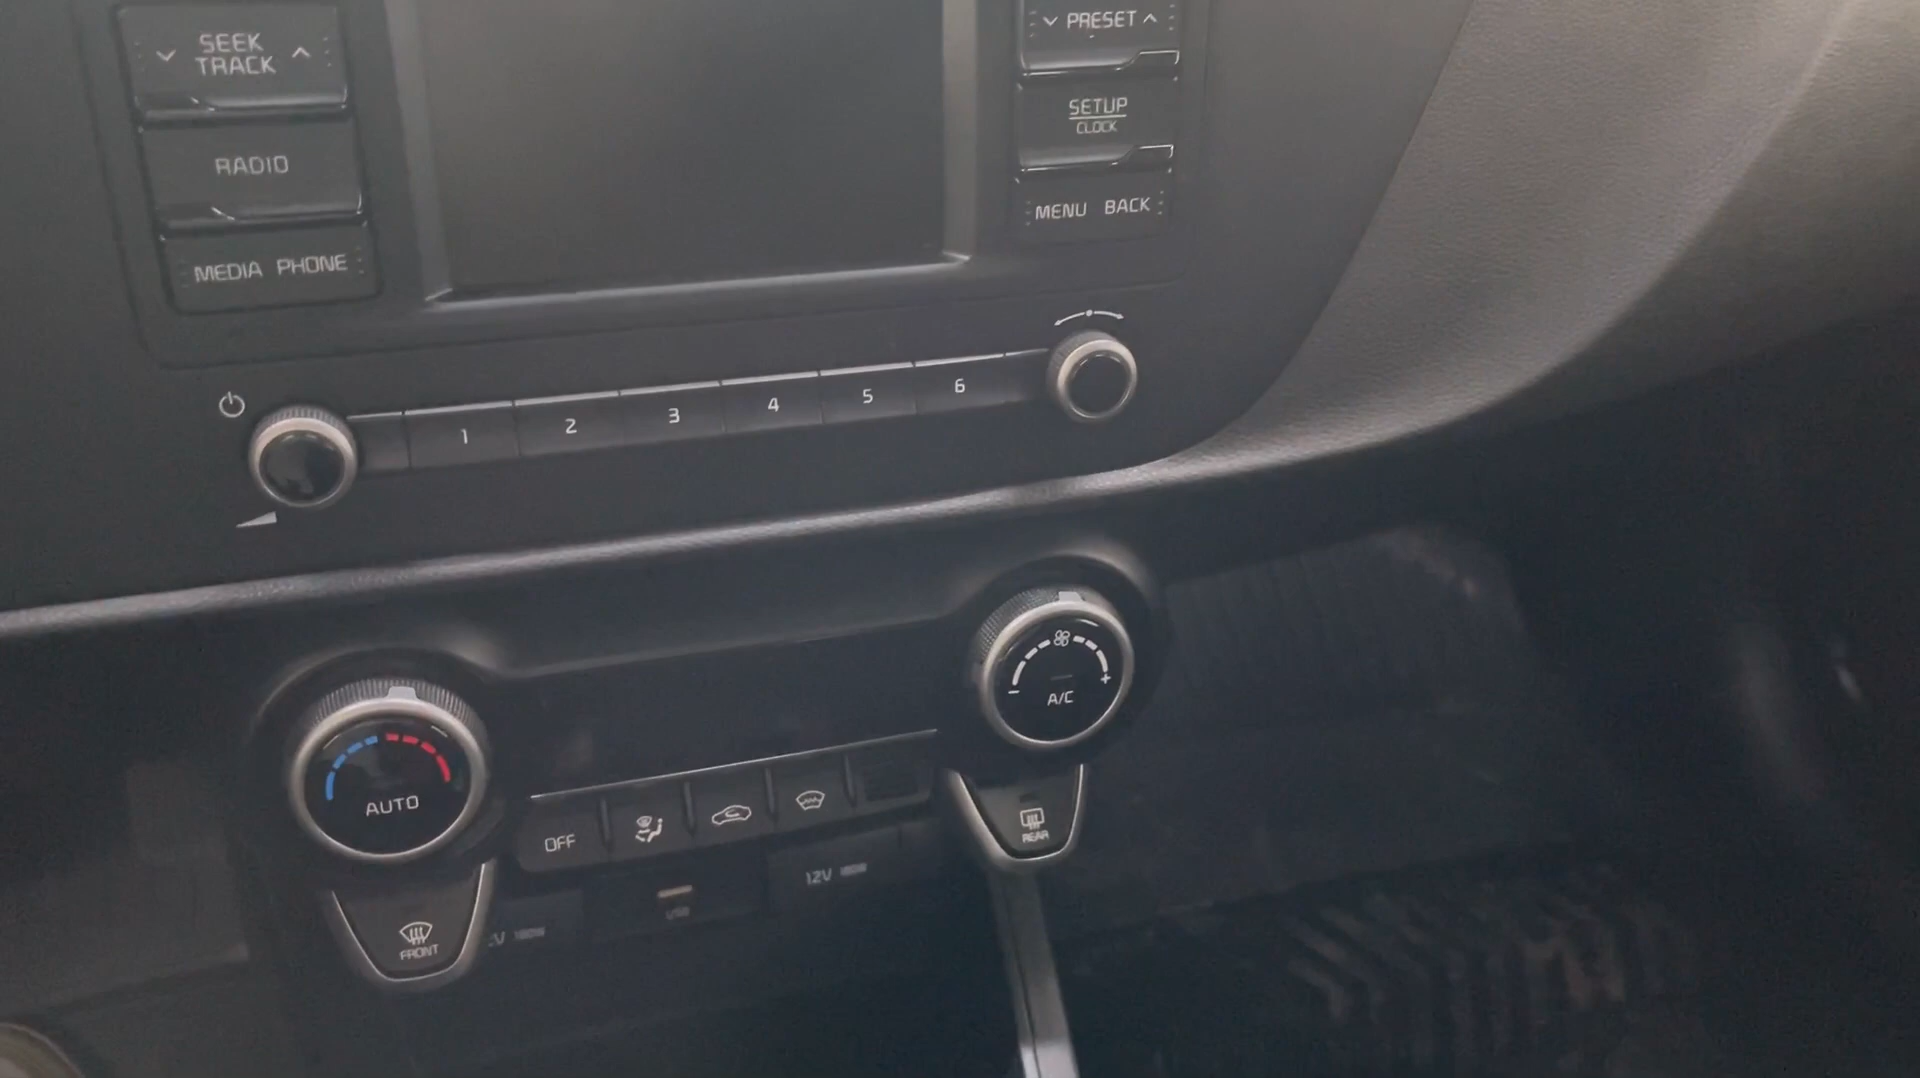 SEEK
TRACK
PRESET
RADIO
SETUP
CLOCK
MEDIA PHONE
MENU BACK
1 2 3 4 5 6
AUTO
A/C
OFF
REAR
FRONT
12V
USB